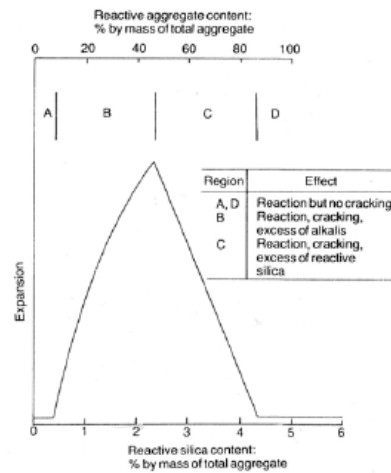 Reactive aggregate content:
% by mass of total aggregate
0 20 40 60 80 100
A B C D
Region Effect
A, D Reaction but no cracking
B Reaction, cracking,
excess of alkalis
C Reaction, cracking,
excess of reactive
silica
Expansion
0 1 2 3 4 5 6
Reactive silica content:
% by mass of total aggregate